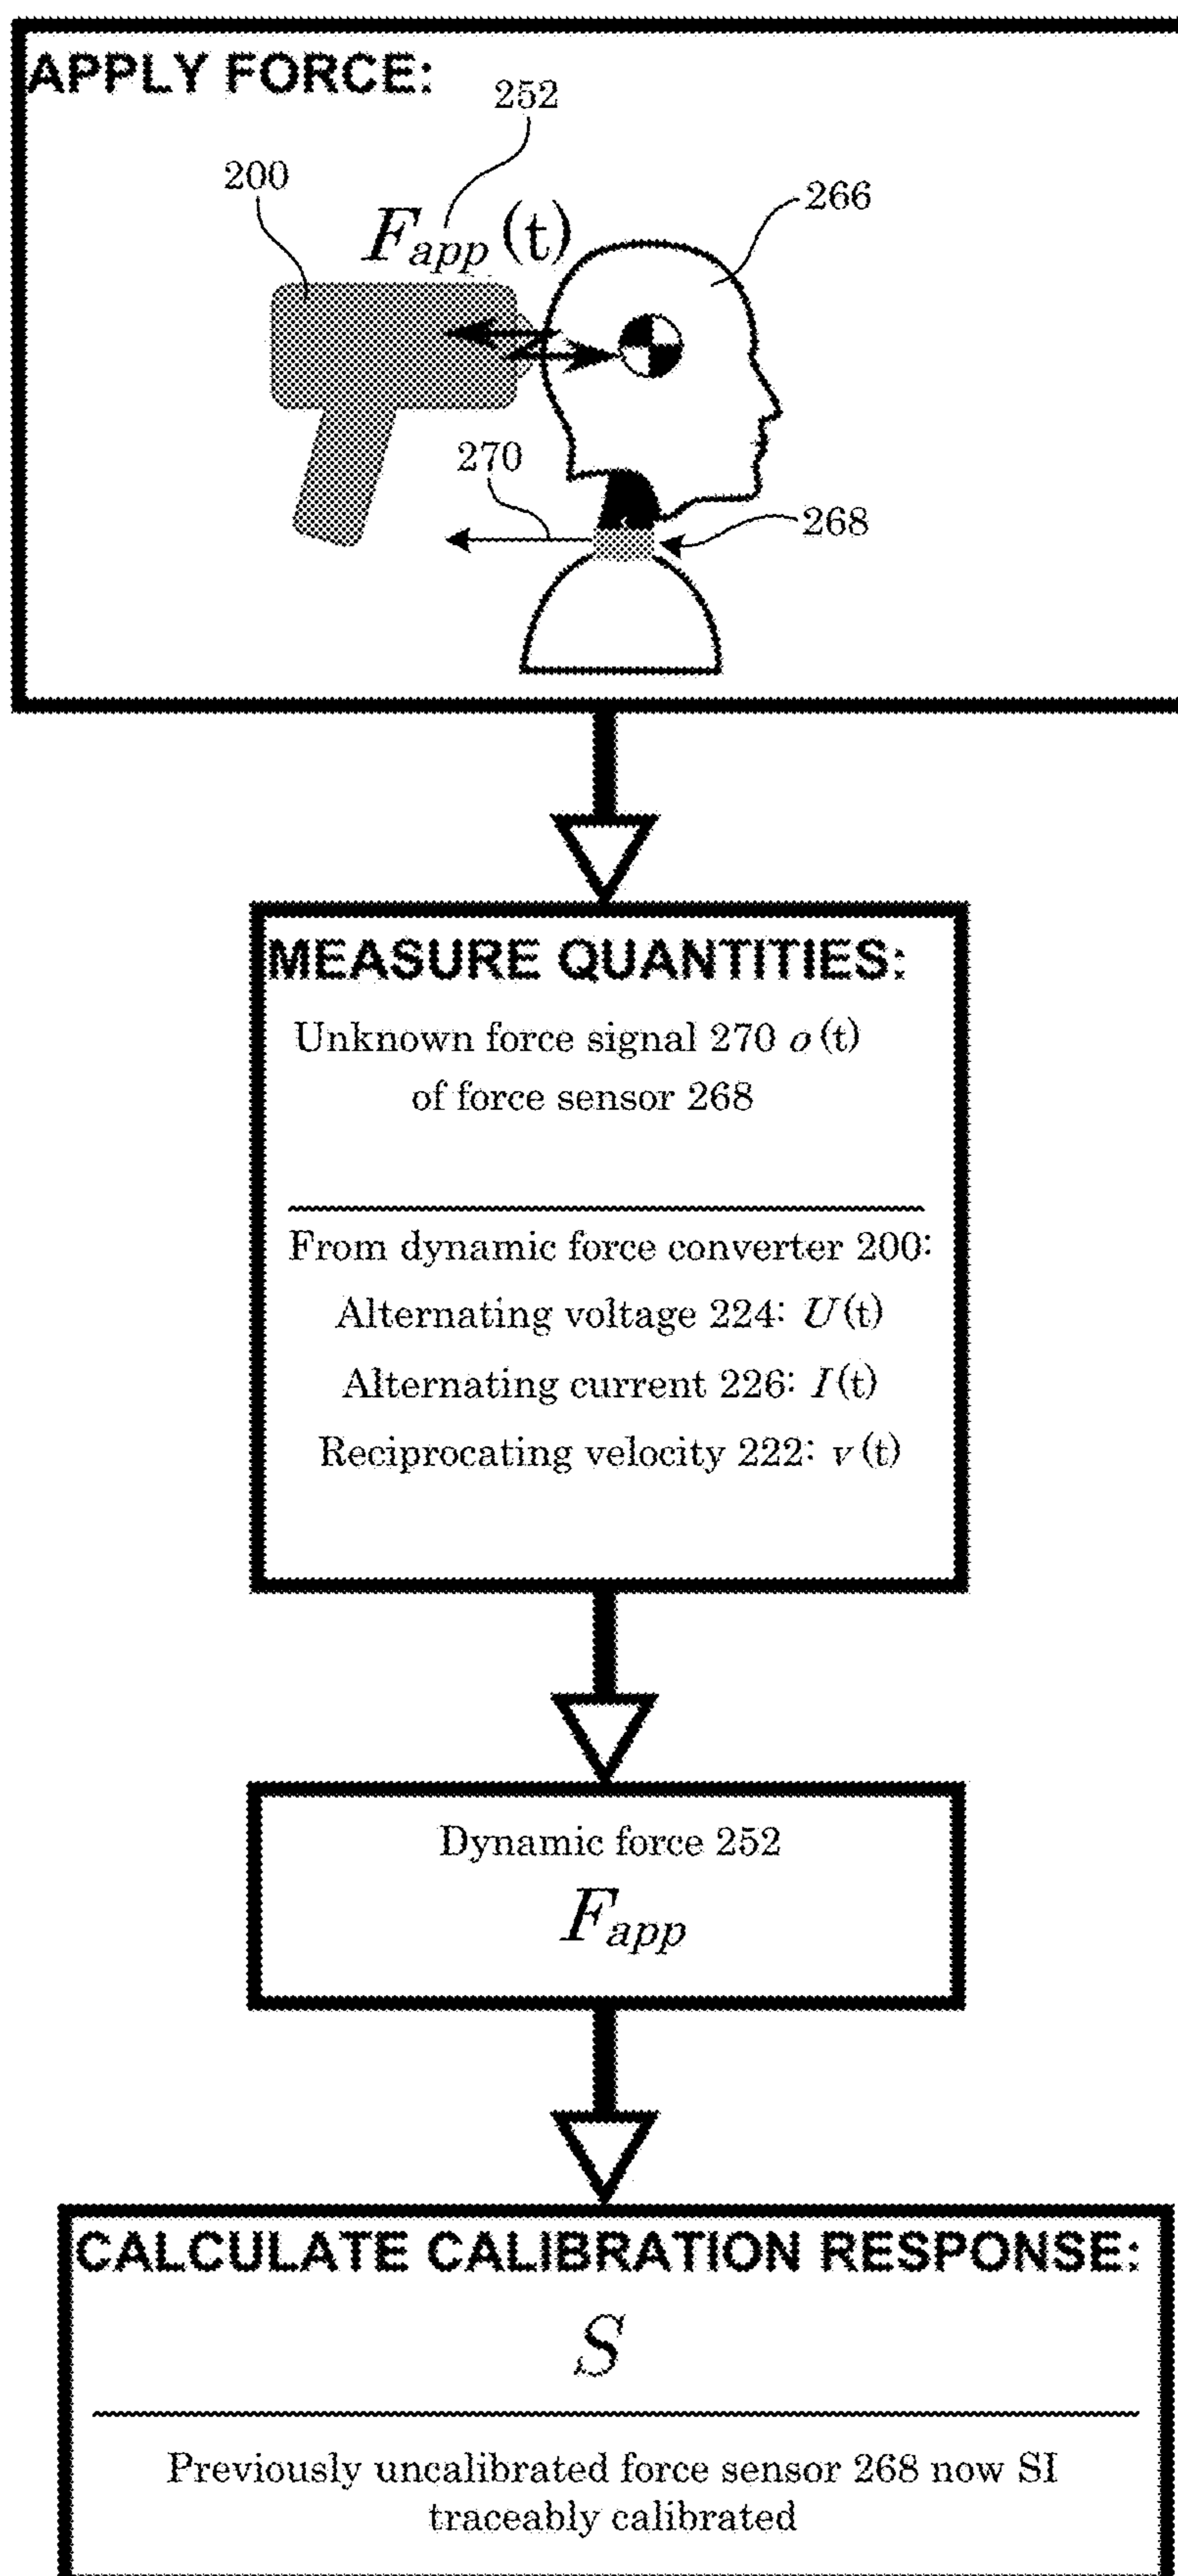 APPLY FORCE:
252
200
266
Fapp (t)
270
268
MEASURE QUANTITIES:
Unknown force signal 270 o (t)
of force sensor 268
From dynamic force converter 200:
Alternating voltage 224: U (t)
Alternating current 226: I (t)
Reciprocating velocity 222: v (t)
Dynamic force 252
Fapp
CALCULATE CALIBRATION RESPONSE:
S
Previously uncalibrated force sensor 268 now SI
traceably calibrated